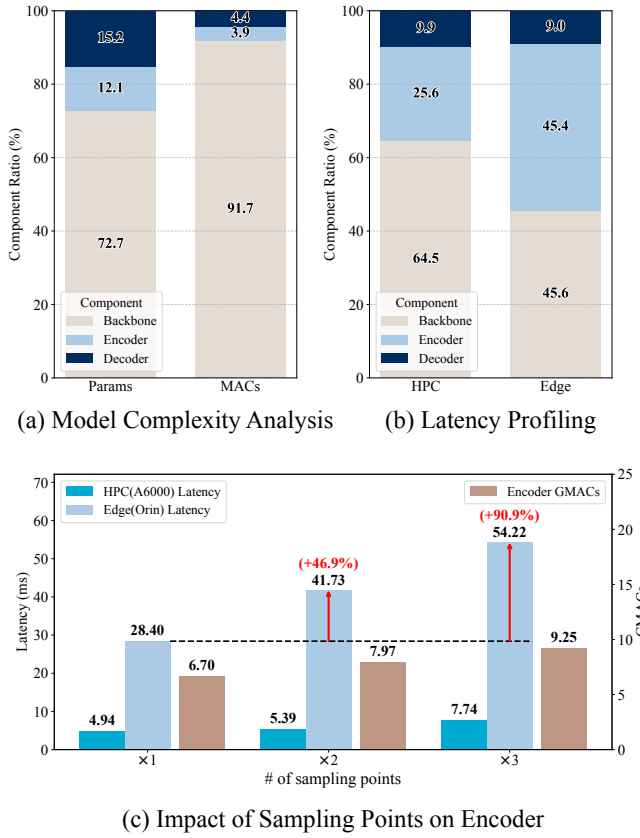 Component Ratio (%)
100
80
60
40
20
0
15.2
12.1
72.7
4.4
3.9
91.7
Component
Backbone
Encoder
Decoder
Params
MACs
(a) Model Complexity Analysis
Component Ratio (%)
100
80
60
40
20
0
9.9
25.6
64.5
9.0
45.4
45.6
Component
Backbone
Encoder
Decoder
HPC
Edge
(b) Latency Profiling
Latency (ms)
70
60
50
40
30
20
10
0
HPC(A6000) Latency
Edge(Orin) Latency
Encoder GMACs
4.94
28.40
6.70
5.39
(+46.9%)
41.73
7.97
7.74
(+90.9%)
54.22
9.25
25
20
15
10
5
0
GMACs
×1
×2
×3
# of sampling points
(c) Impact of Sampling Points on Encoder